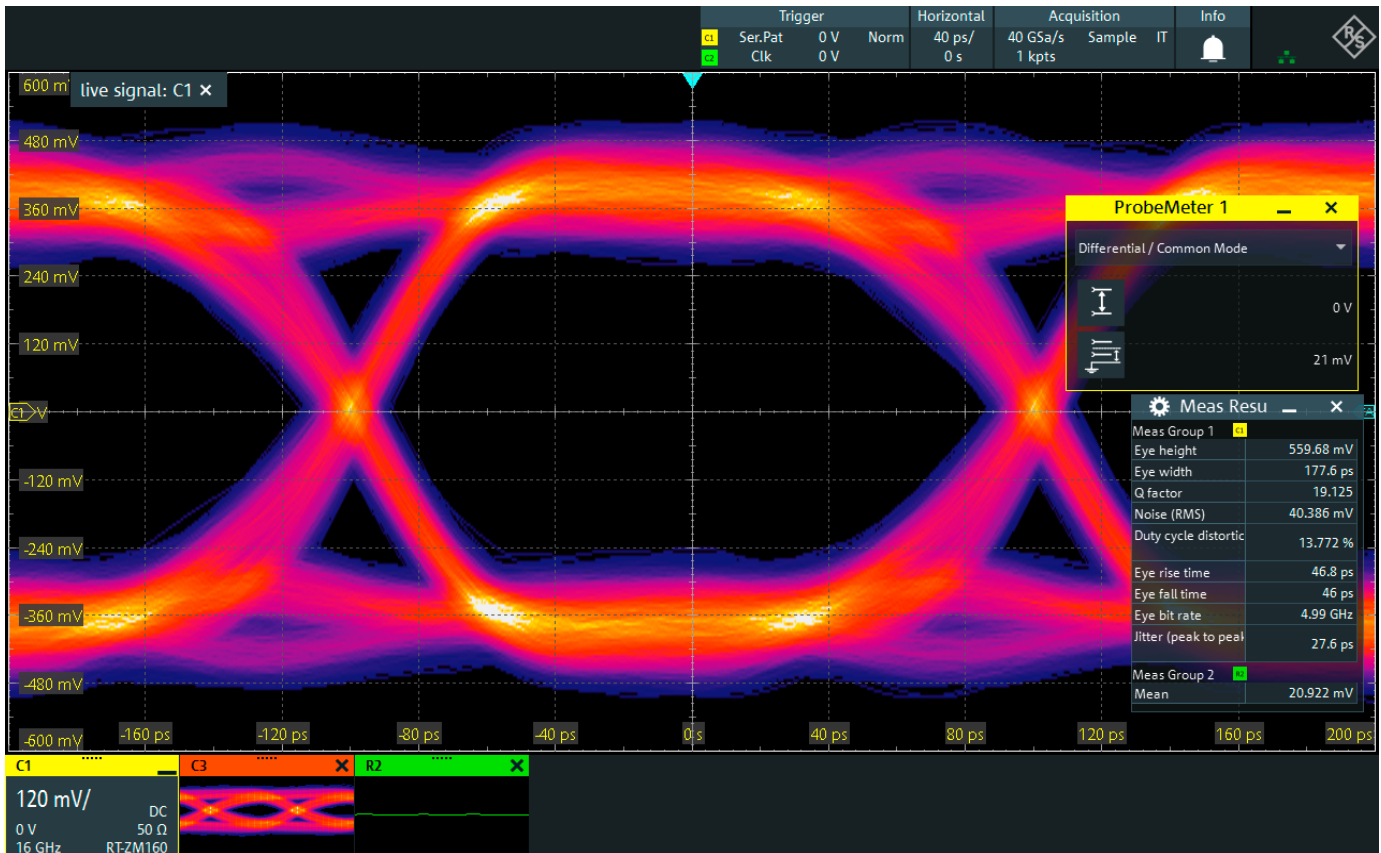 Trigger Horizontal Acquisition Info
C1 Ser.Pat 0 V Norm 40 ps/ 40 GSa/s Sample IT
C2 Clk 0 V 0 s 1 kpts
R&S
600 m
live signal: C1 ×
480 mV
360 mV
240 mV
120 mV
C1 V
-120 mV
-240 mV
-360 mV
-480 mV
-600 mV
-160 ps -120 ps -80 ps -40 ps 0 s 40 ps 80 ps 120 ps 160 ps 200 ps
ProbeMeter 1
Differential / Common Mode
0 V
21 mV
Meas Resu
Meas Group 1 C1
Eye height 559.68 mV
Eye width 177.6 ps
Q factor 19.125
Noise (RMS) 40.386 mV
Duty cycle distortic 13.772 %
Eye rise time 46.8 ps
Eye fall time 46 ps
Eye bit rate 4.99 GHz
Jitter (peak to peak 27.6 ps
Meas Group 2 R2
Mean 20.922 mV
C1 C3 R2
120 mV/
DC
0 V 50 Ω
16 GHz RT-ZM160